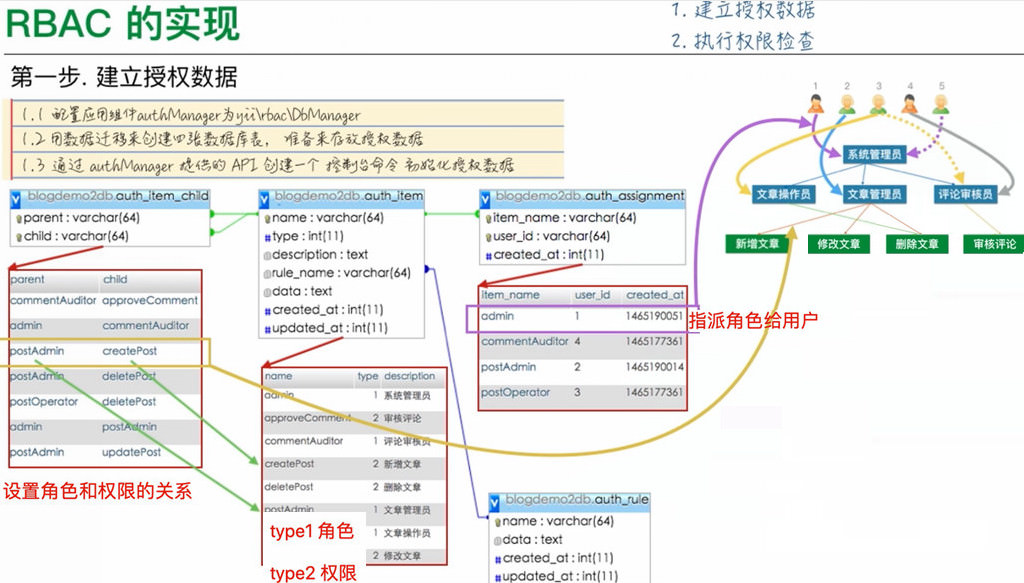 RBAC 的实现
1. 建立授权数据
2. 执行权限检查
第一步. 建立授权数据
1.1 配置应用组件authManager为yii\rbac\DbManager
1.2 用数据迁移来创建四张数据库表, 准备来存放授权数据
1.3 通过 authManager 提供的 API 创建一个 控制台命令 初始化授权数据
1 2 3 4 5
系统管理员
文章操作员 文章管理员 评论审核员
新增文章 修改文章 删除文章 审核评论
blogdemo2db.auth_item_child
parent : varchar(64)
child : varchar(64)
blogdemo2db.auth_item
name : varchar(64)
type : int(11)
description : text
rule_name : varchar(64)
data : text
created_at : int(11)
updated_at : int(11)
blogdemo2db.auth_assignment
item_name : varchar(64)
user_id : varchar(64)
created_at : int(11)
parent child
commentAuditor approveComment
admin commentAuditor
postAdmin createPost
postAdmin deletePost
postOperator deletePost
admin postAdmin
postAdmin updatePost
设置角色和权限的关系
name type description
admin 1 系统管理员
approveComment 2 审核评论
commentAuditor 1 评论审核员
createPost 2 新增文章
deletePost 2 删除文章
postAdmin 1 文章管理员
1 文章操作员
2 修改文章
type1 角色
type2 权限
item_name user_id created_at
admin 1 1465190051
commentAuditor 4 1465177361
postAdmin 2 1465190014
postOperator 3 1465177361
指派角色给用户
blogdemo2db.auth_rule
name : varchar(64)
data : text
created_at : int(11)
updated_at : int(11)